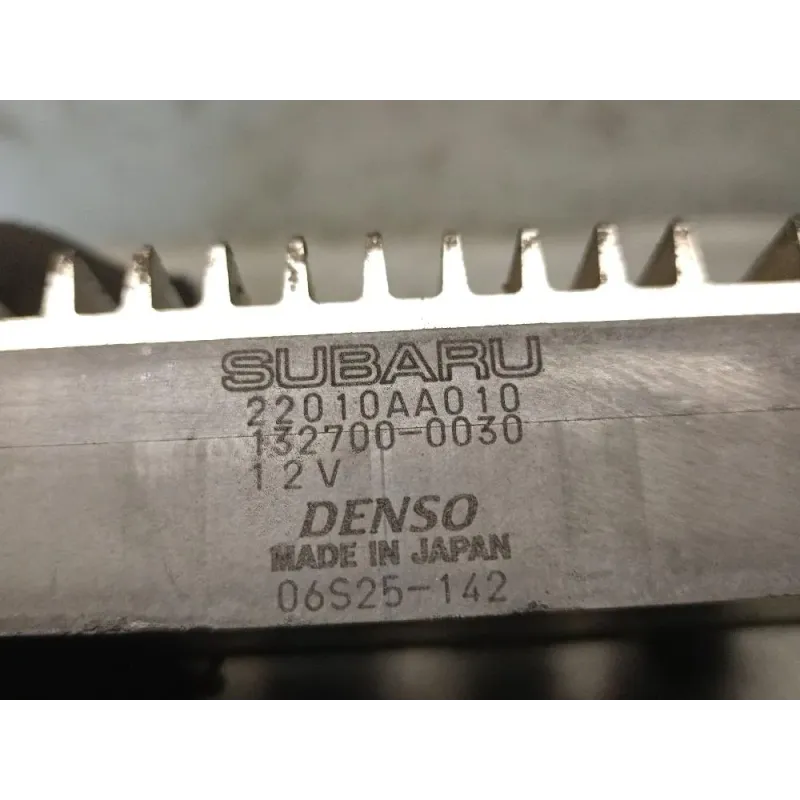 SUBARU
22010AA010
132700-0030
12V
DENSO
MADE IN JAPAN
06S25-142